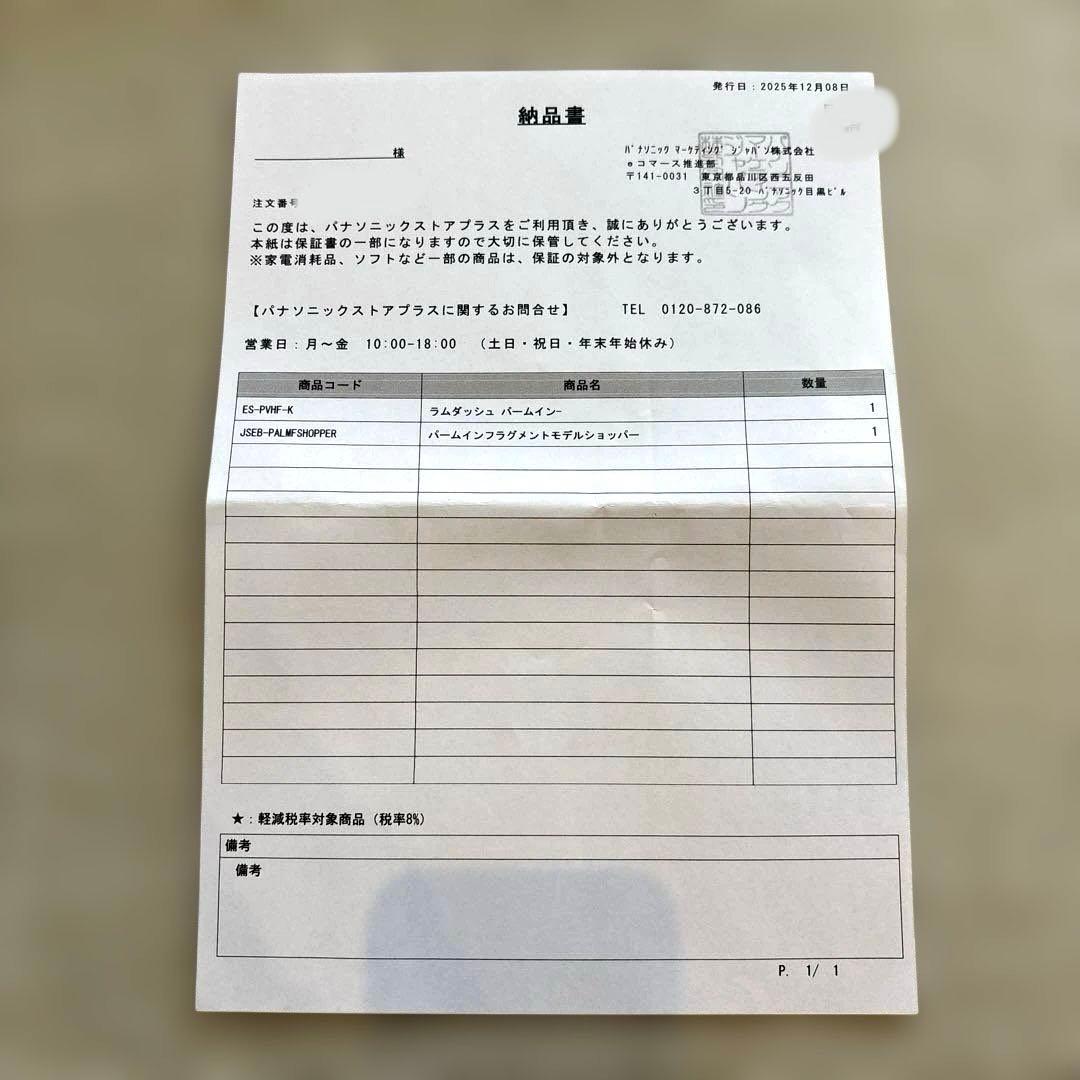 発行日：2025年12月08日
納品書
様
ﾊﾟﾅｿﾆｯｸ ﾏｰｹﾃｨﾝｸﾞ ｼﾞｬﾊﾟﾝ株式会社
eコマース推進部
〒141-0031 東京都品川区西五反田
3丁目5-20 ﾊﾟﾅｿﾆｯｸ目黒ﾋﾞﾙ
注文番号
この度は、パナソニックストアプラスをご利用頂き、誠にありがとうございます。
本紙は保証書の一部になりますので大切に保管してください。
※家電消耗品、ソフトなど一部の商品は、保証の対象外となります。
【パナソニックストアプラスに関するお問合せ】 TEL 0120-872-086
営業日：月～金 10:00-18:00 （土日・祝日・年末年始休み）
商品コード 商品名 数量
ES-PVHF-K ラムダッシュ パームイン- 1
JSEB-PALMFSHOPPER パームインフラグメントモデルショッパー 1
★：軽減税率対象商品（税率8%）
備考
備考
P. 1/ 1